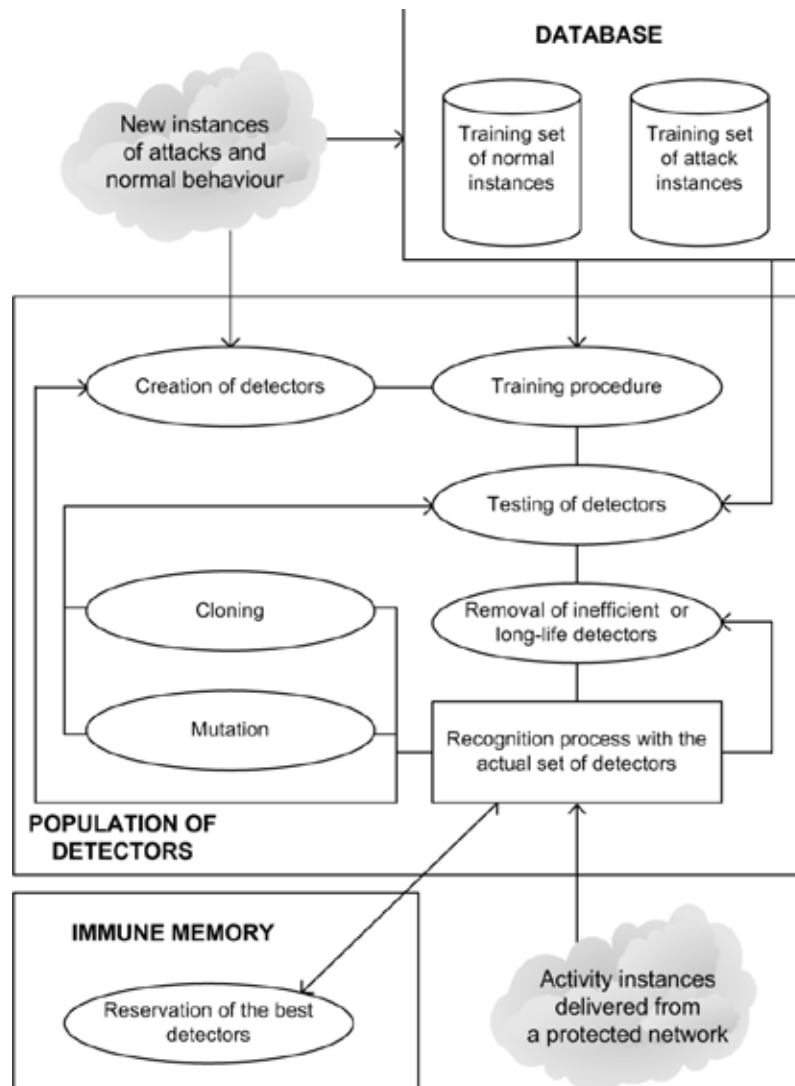 DATABASE
New instances
of attacks and
normal behaviour
Training set
of normal
instances
Training set
of attack
instances
Creation of detectors
Training procedure
Testing of detectors
Cloning
Removal of inefficient or
long-life detectors
Mutation
Recognition process with the
actual set of detectors
POPULATION OF
DETECTORS
IMMUNE MEMORY
Reservation of the best
detectors
Activity instances
delivered from
a protected network